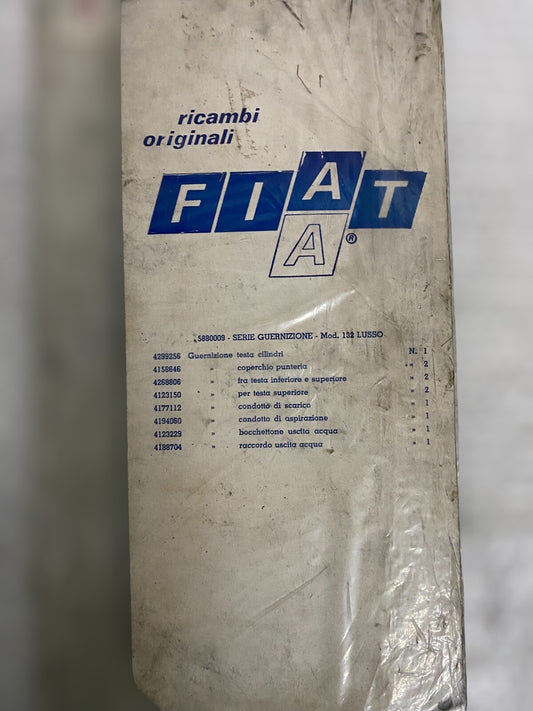 ricambi
originali
FIAT
A ®
5880009 - SERIE GUERNIZIONE - Mod. 132 LUSSO
4299256 Guernizione testa cilindri N. 1
4158646 » coperchio punteria » 2
4268806 » fra testa inferiore e superiore » 2
4123150 » per testa superiore » 2
4177112 » condotto di scarico » 1
4194060 » condotto di aspirazione » 1
4123229 » bocchettone uscita acqua » 1
4188704 » raccordo uscita acqua » 1